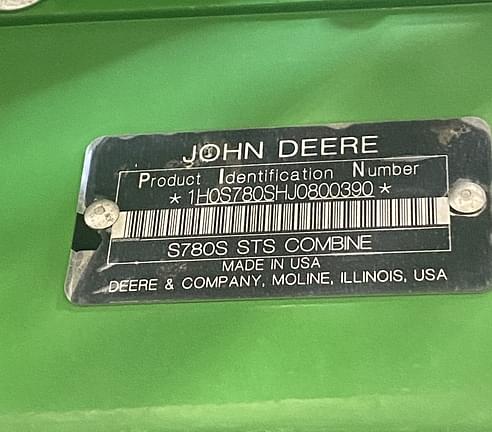 JOHN DEERE
Product Identification Number
* 1H0S780SHJ0800390 *
S780S STS COMBINE
MADE IN USA
DEERE & COMPANY, MOLINE, ILLINOIS, USA